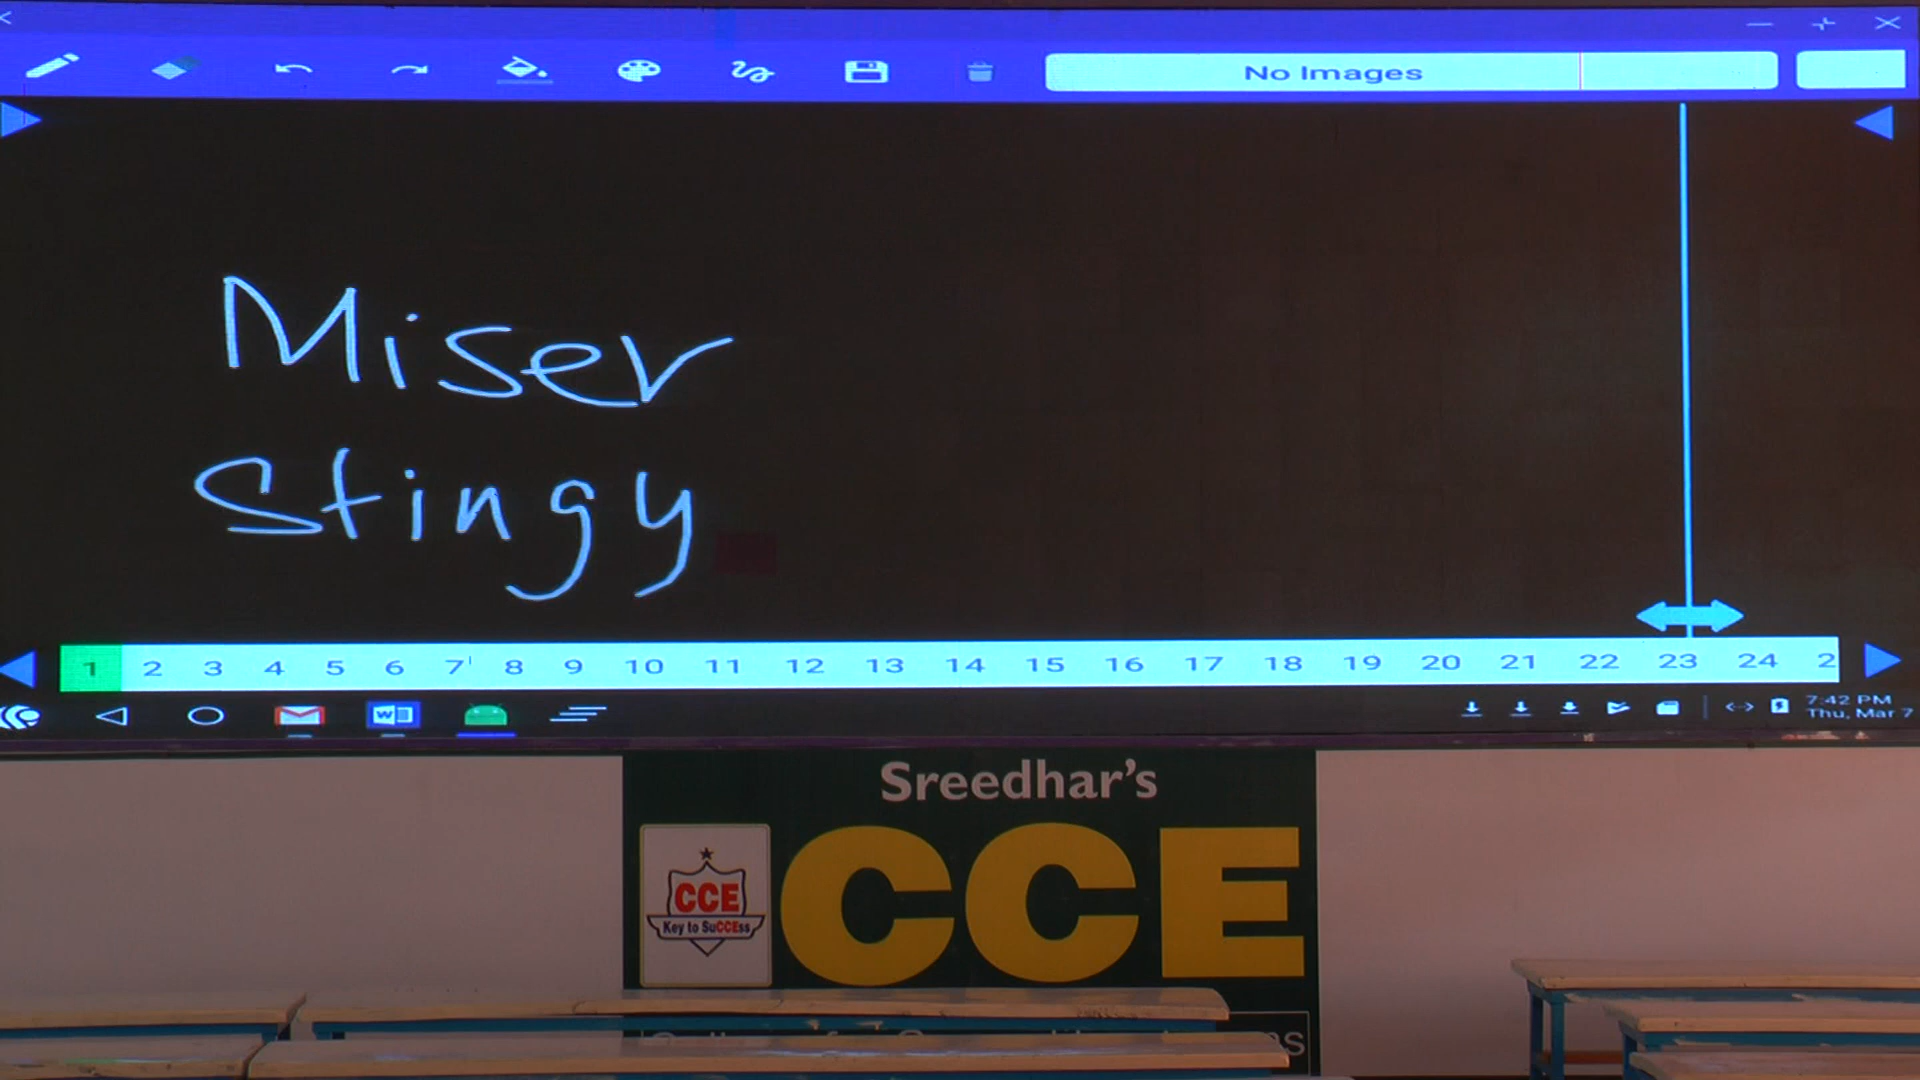 No Images
Miser
Stingy
1 2 3 4 5 6 7 8 9 10 11 12 13 14 15 16 17 18 19 20 21 22 23 24 2
7:42 PM
Thu, Mar 7
Sreedhar's
CCE
CCE
Key to SuCCEss